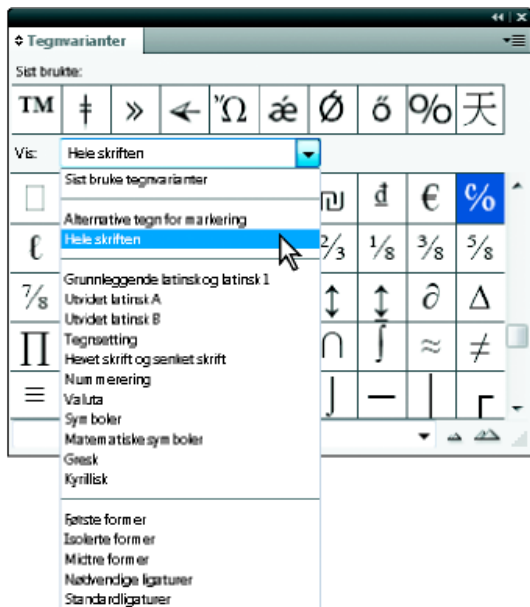 Tegnvarianter
Sist brukte:
™ ‡ » Ὤ ǽ Ø ő % 天
Vis: Hele skriften
Sist bruke tegnvarianter
Alternative tegn for markering
Hele skriften
Grunnleggende latinsk og latinsk 1
Utvidet latinsk A
Utvidet latinsk B
Tegnsetting
Hevet skrift og senket skrift
Nummerering
Valuta
Symboler
Matematiske symboler
Gresk
Kyrillisk
Første former
Isolerte former
Midtre former
Nødvendige ligaturer
Standardligaturer
₪ ₫ € ℅
ℓ ⅔ ⅛ ⅜ ⅝
⅞ ↕ ↨ ∂ ∆
∏ ∩ ∫ ≈ ≠
≡ ⌡ ─ │ ┌